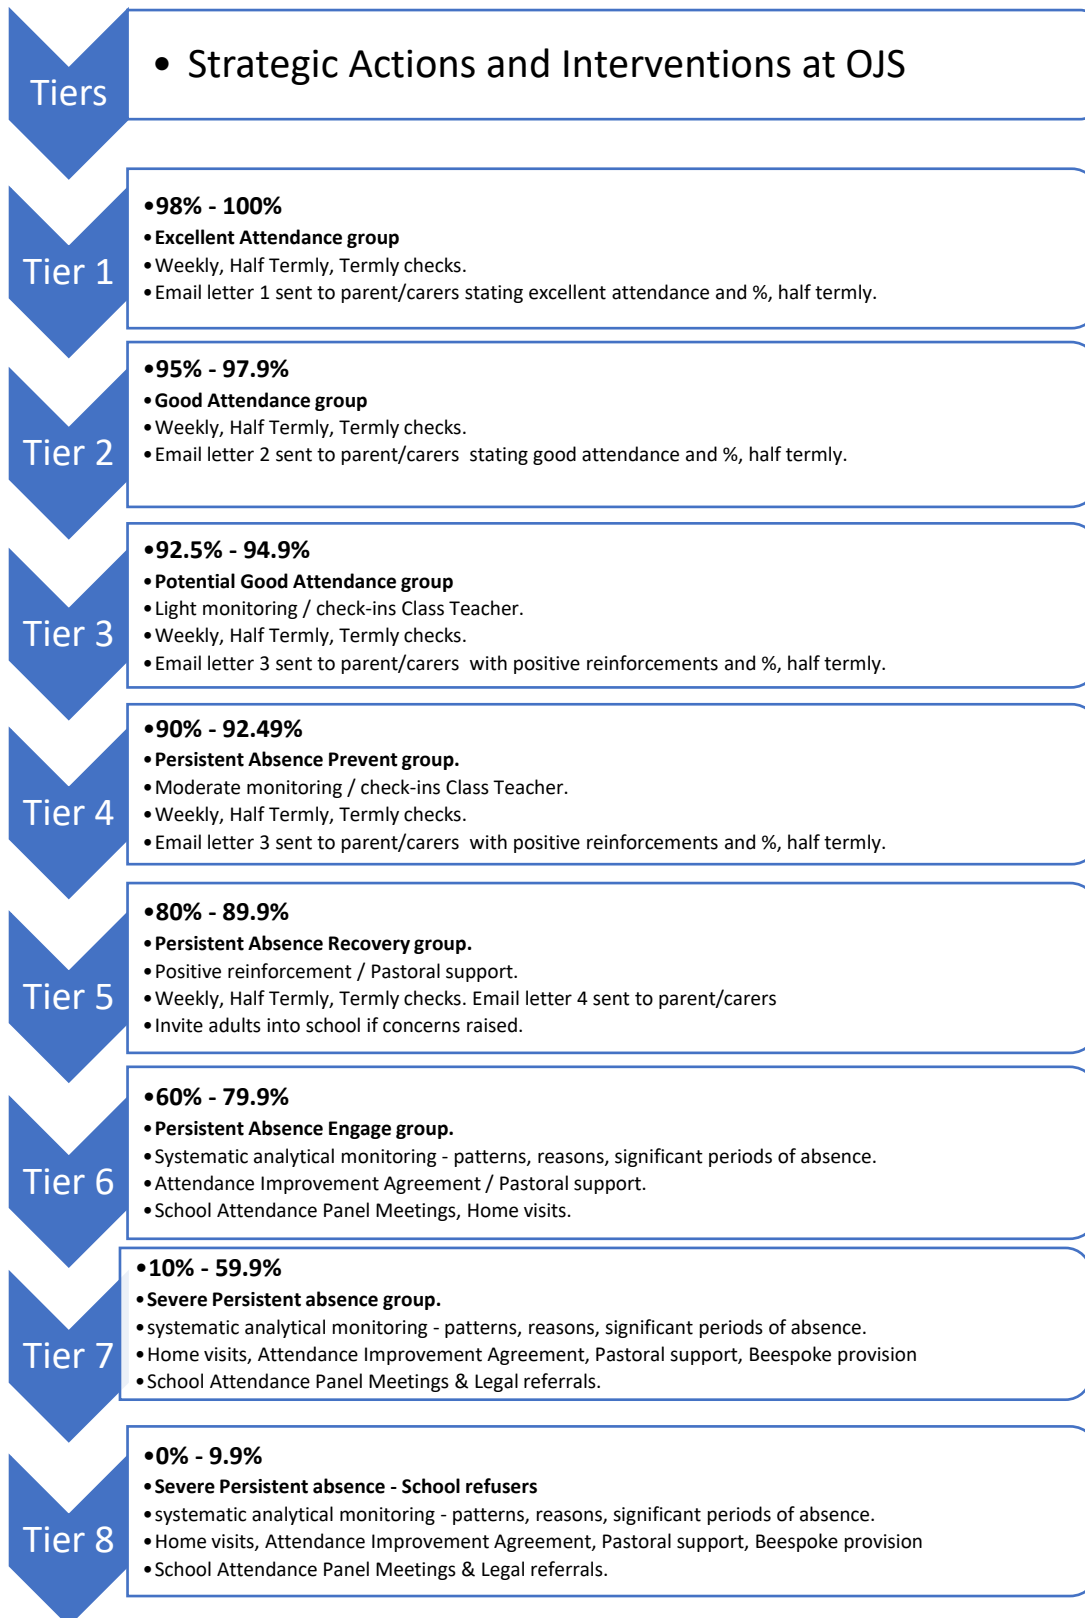 Tiers
• Strategic Actions and Interventions at OJS
Tier 1
•98% - 100%
•Excellent Attendance group
•Weekly, Half Termly, Termly checks.
•Email letter 1 sent to parent/carers stating excellent attendance and %, half termly.
Tier 2
•95% - 97.9%
•Good Attendance group
•Weekly, Half Termly, Termly checks.
•Email letter 2 sent to parent/carers  stating good attendance and %, half termly.
Tier 3
•92.5% - 94.9%
•Potential Good Attendance group
•Light monitoring / check-ins Class Teacher.
•Weekly, Half Termly, Termly checks.
•Email letter 3 sent to parent/carers  with positive reinforcements and %, half termly.
Tier 4
•90% - 92.49%
•Persistent Absence Prevent group.
•Moderate monitoring / check-ins Class Teacher.
•Weekly, Half Termly, Termly checks.
•Email letter 3 sent to parent/carers  with positive reinforcements and %, half termly.
Tier 5
•80% - 89.9%
•Persistent Absence Recovery group.
•Positive reinforcement / Pastoral support.
•Weekly, Half Termly, Termly checks. Email letter 4 sent to parent/carers
•Invite adults into school if concerns raised.
Tier 6
•60% - 79.9%
•Persistent Absence Engage group.
•Systematic analytical monitoring - patterns, reasons, significant periods of absence.
•Attendance Improvement Agreement / Pastoral support.
•School Attendance Panel Meetings, Home visits.
Tier 7
•10% - 59.9%
•Severe Persistent absence group.
•systematic analytical monitoring - patterns, reasons, significant periods of absence.
•Home visits, Attendance Improvement Agreement, Pastoral support, Beespoke provision
•School Attendance Panel Meetings & Legal referrals.
Tier 8
•0% - 9.9%
•Severe Persistent absence - School refusers
•systematic analytical monitoring - patterns, reasons, significant periods of absence.
•Home visits, Attendance Improvement Agreement, Pastoral support, Beespoke provision
•School Attendance Panel Meetings & Legal referrals.